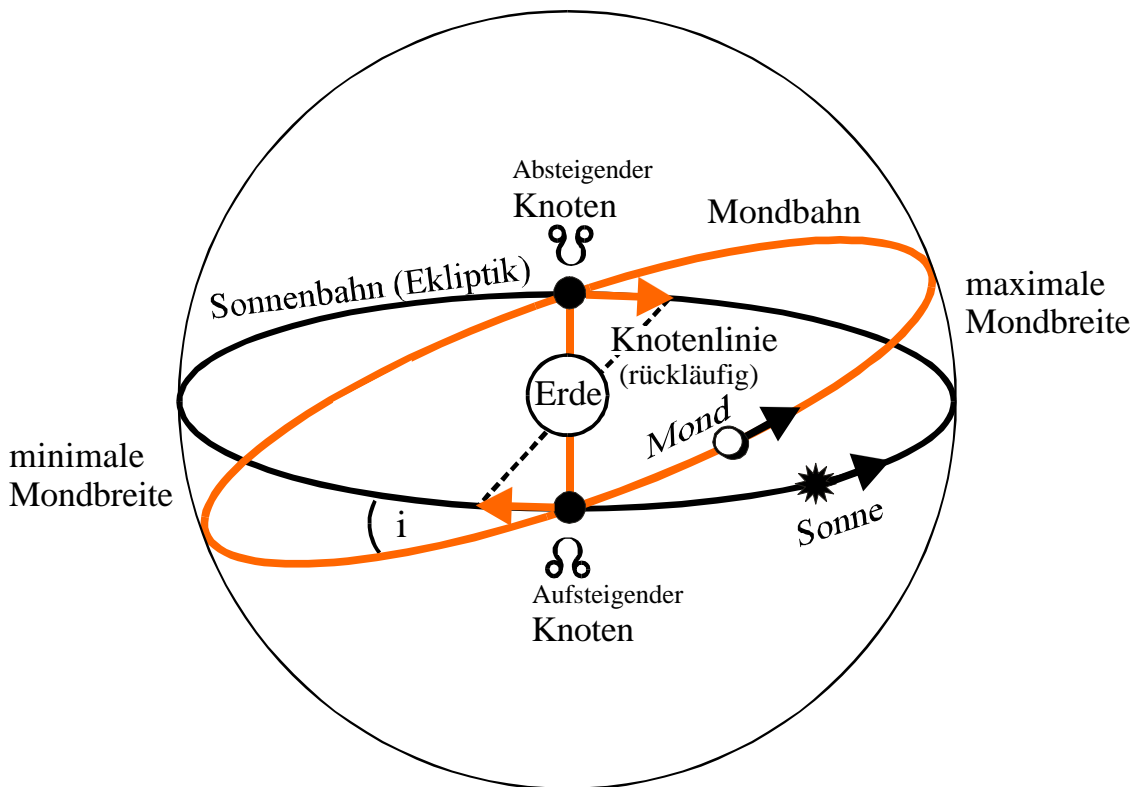 Absteigender
Knoten
☋
Mondbahn
Sonnenbahn (Ekliptik)
maximale
Mondbreite
Knotenlinie
(rückläufig)
Erde
Mond
minimale
Mondbreite
i
Sonne
☊
Aufsteigender
Knoten